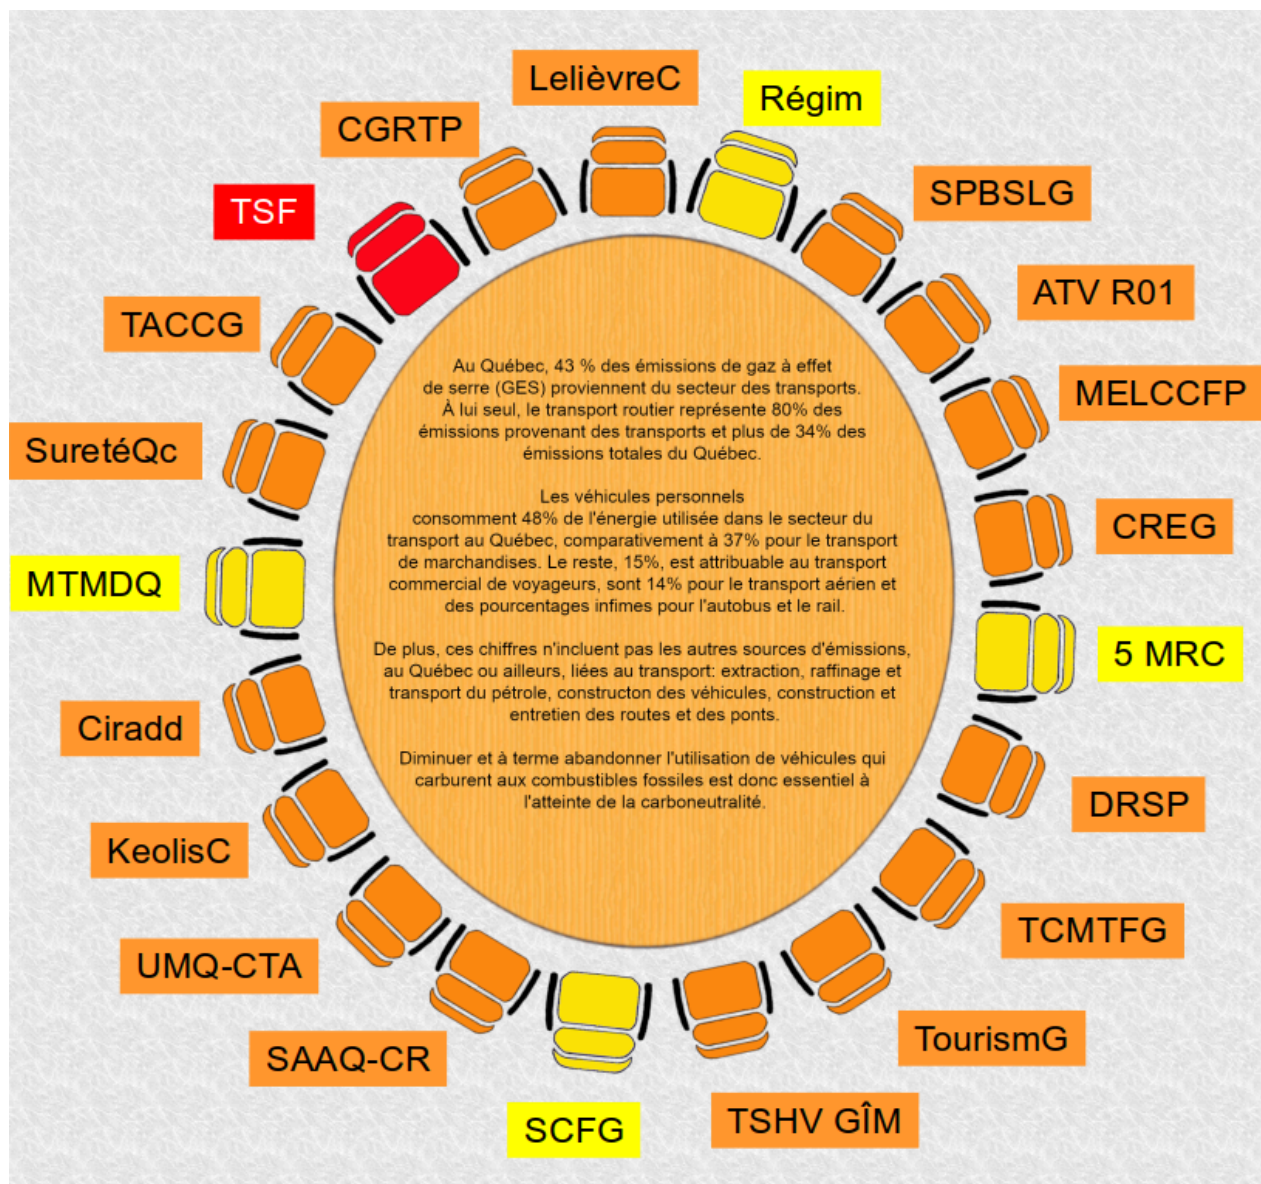 LelièvreC
Régim
CGRTP
SPBSLG
TSF
ATV R01
TACCG
MELCCFP
SuretéQc
CREG
MTMDQ
5 MRC
Ciradd
DRSP
KeolisC
TCMTFG
UMQ-CTA
TourismG
SAAQ-CR
TSHV GÎM
SCFG
Au Québec, 43 % des émissions de gaz à effet
de serre (GES) proviennent du secteur des transports.
À lui seul, le transport routier représente 80% des
émissions provenant des transports et plus de 34% des
émissions totales du Québec.
Les véhicules personnels
consomment 48% de l'énergie utilisée dans le secteur du
transport au Québec, comparativement à 37% pour le transport
de marchandises. Le reste, 15%, est attribuable au transport
commercial de voyageurs, sont 14% pour le transport aérien et
des pourcentages infimes pour l'autobus et le rail.
De plus, ces chiffres n'incluent pas les autres sources d'émissions,
au Québec ou ailleurs, liées au transport: extraction, raffinage et
transport du pétrole, constructon des véhicules, construction et
entretien des routes et des ponts.
Diminuer et à terme abandonner l'utilisation de véhicules qui
carburent aux combustibles fossiles est donc essentiel à
l'atteinte de la carboneutralité.